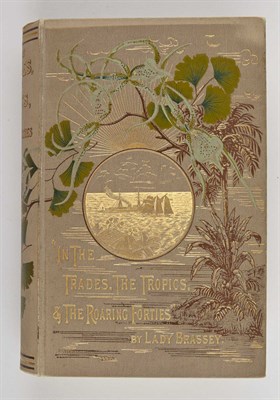 IN THE
TRADES, THE TROPICS,
& THE ROARING FORTIES
BY LADY BRASSEY.